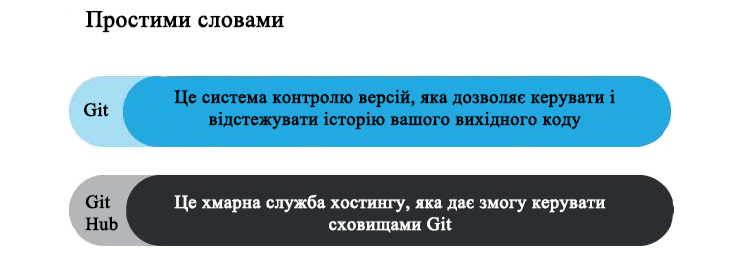 Простими словами
Git
Це система контролю версій, яка дозволяє керувати і
відстежувати історію вашого вихідного коду
Git
Hub
Це хмарна служба хостингу, яка дає змогу керувати
сховищами Git